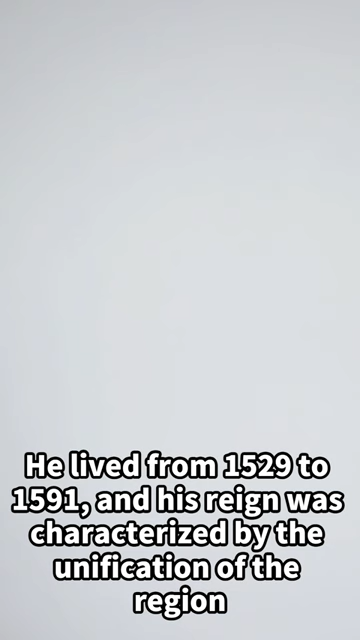 He lived from 1529 to
1591, and his reign was
characterized by the
unification of the
region